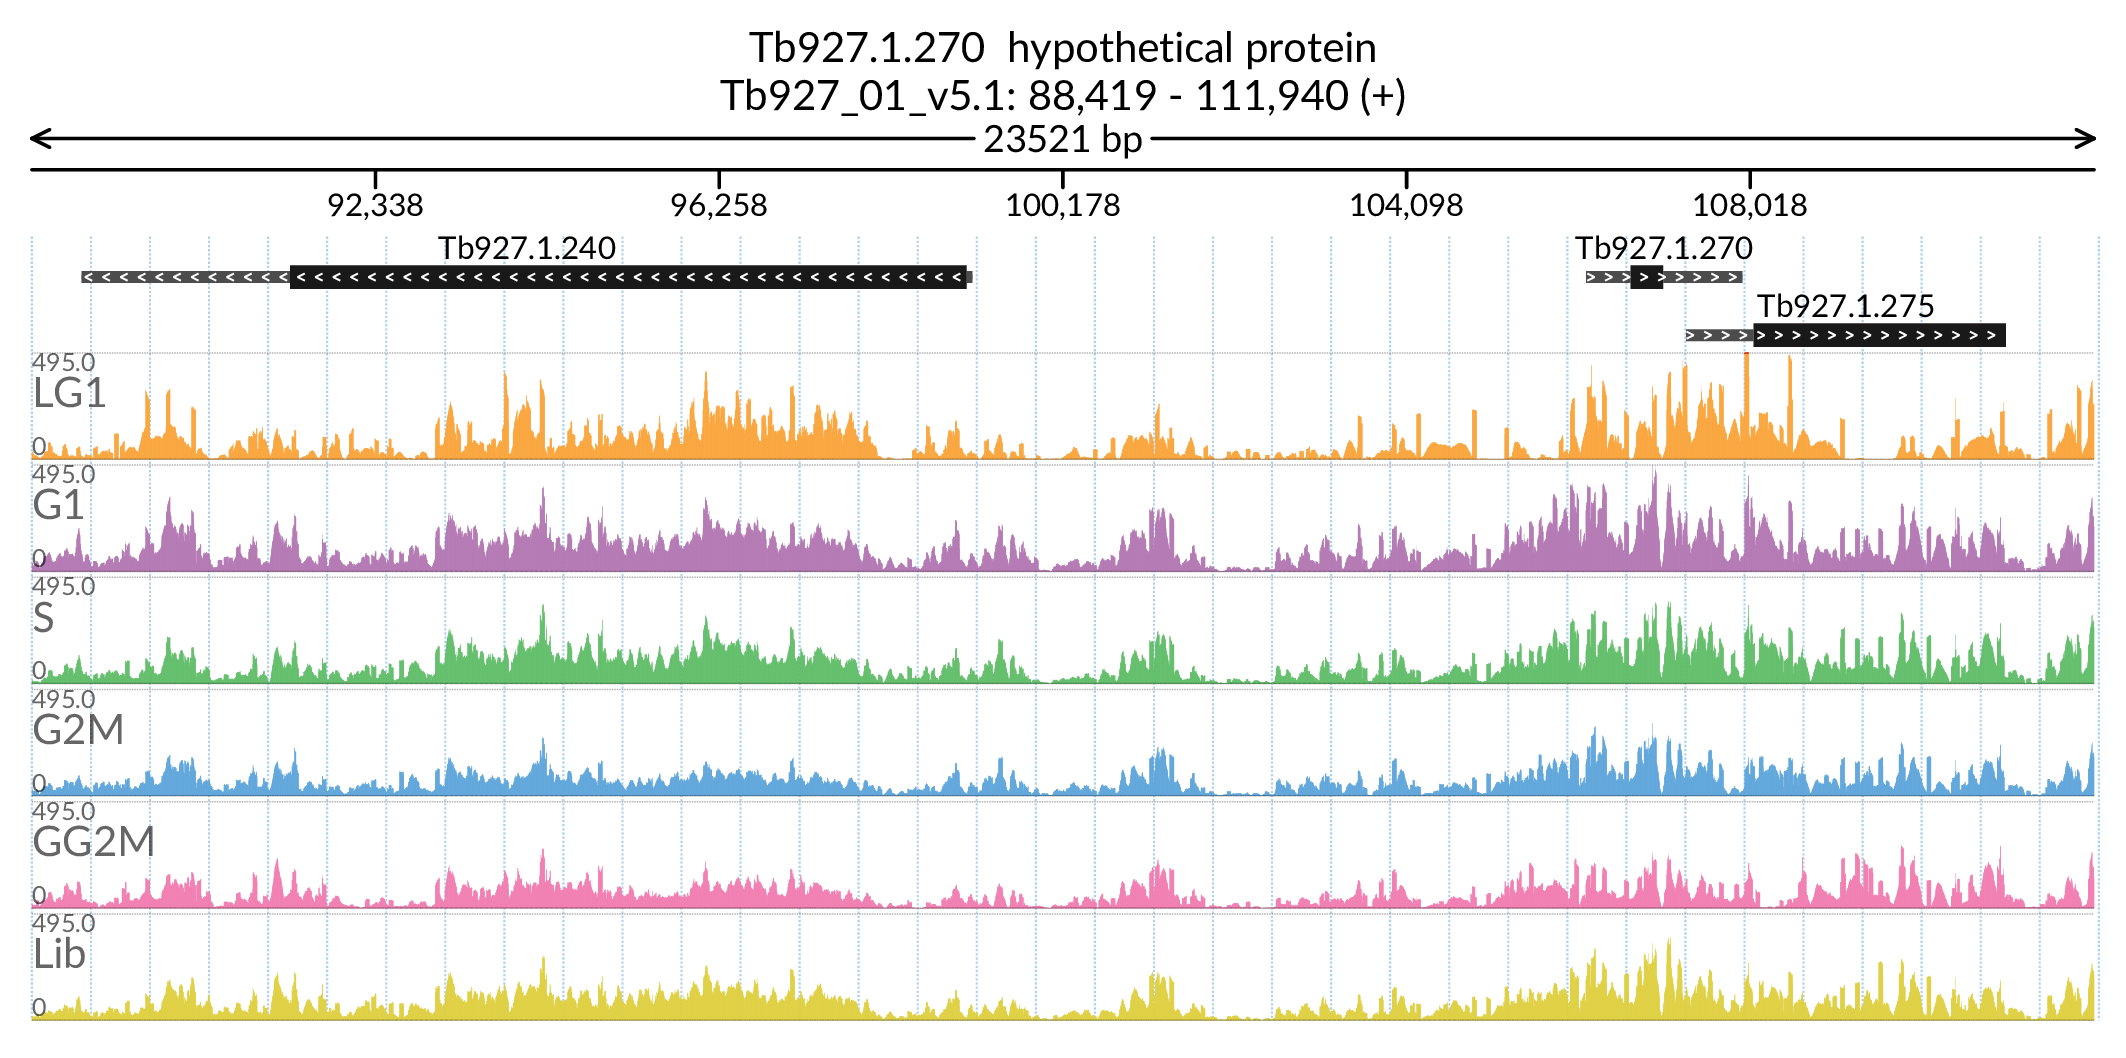 Tb927.1.270  hypothetical protein
Tb927_01_v5.1: 88,419 - 111,940 (+)
23521 bp
92,338 96,258 100,178 104,098 108,018
Tb927.1.240 Tb927.1.270
Tb927.1.275
495.0
LG1
0
495.0
G1
0
495.0
S
0
495.0
G2M
0
495.0
GG2M
0
495.0
Lib
0